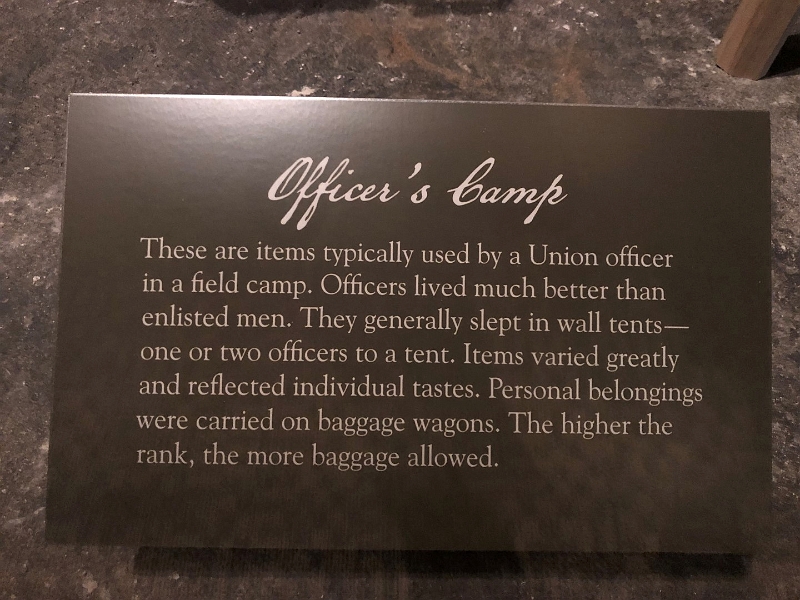 Officer's Camp
These are items typically used by a Union officer
in a field camp. Officers lived much better than
enlisted men. They generally slept in wall tents—
one or two officers to a tent. Items varied greatly
and reflected individual tastes. Personal belongings
were carried on baggage wagons. The higher the
rank, the more baggage allowed.